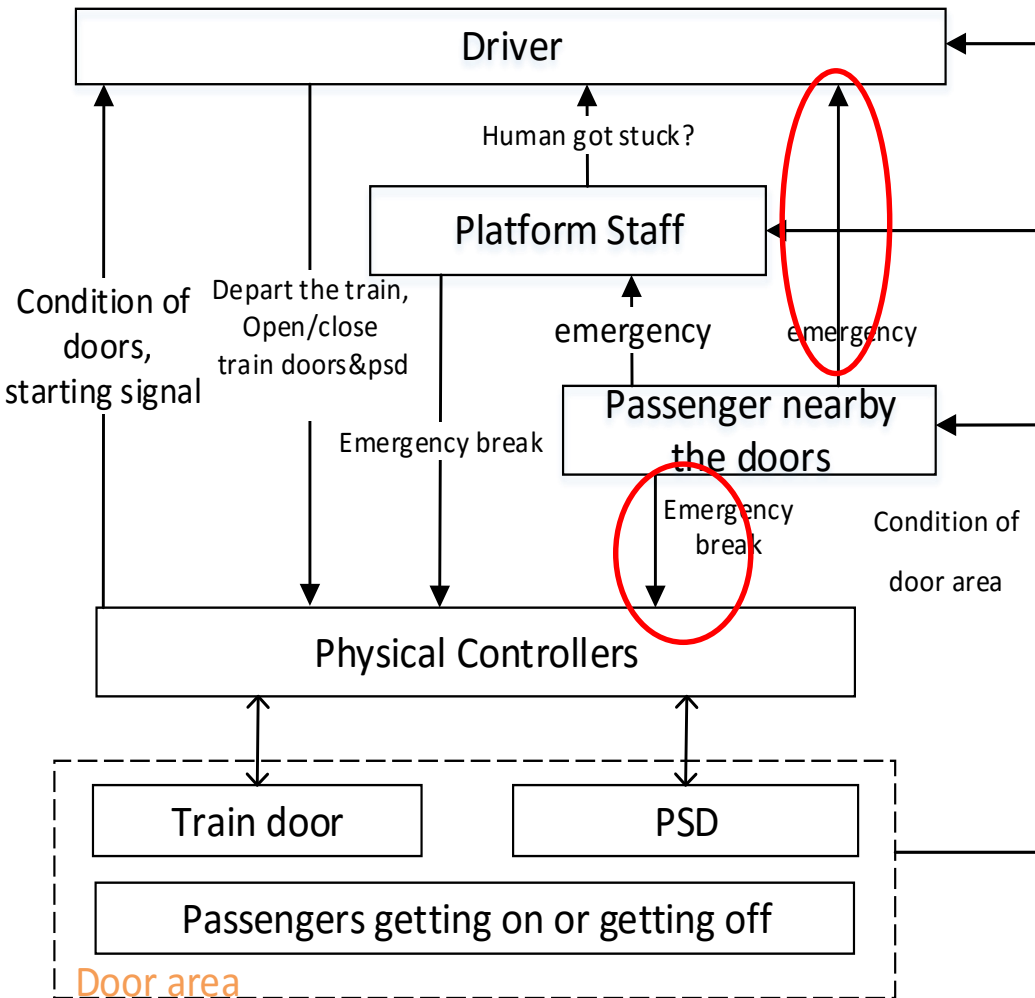 Driver
Human got stuck?
Platform Staff
Condition of
doors,
starting signal
Depart the train,
Open/close
train doors&psd
emergency
emergency
Passenger nearby
the doors
Emergency break
Emergency
break
Condition of
door area
Physical Controllers
Train door
PSD
Passengers getting on or getting off
Door area